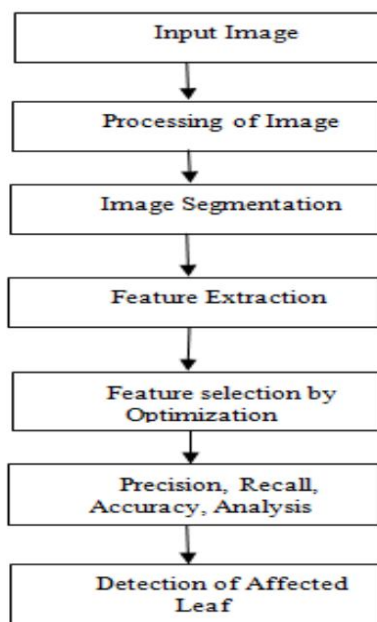 Input Image
Processing of Image
Image Segmentation
Feature Extraction
Feature selection by
Optimization
Precision, Recall,
Accuracy, Analysis
Detection of Affected
Leaf